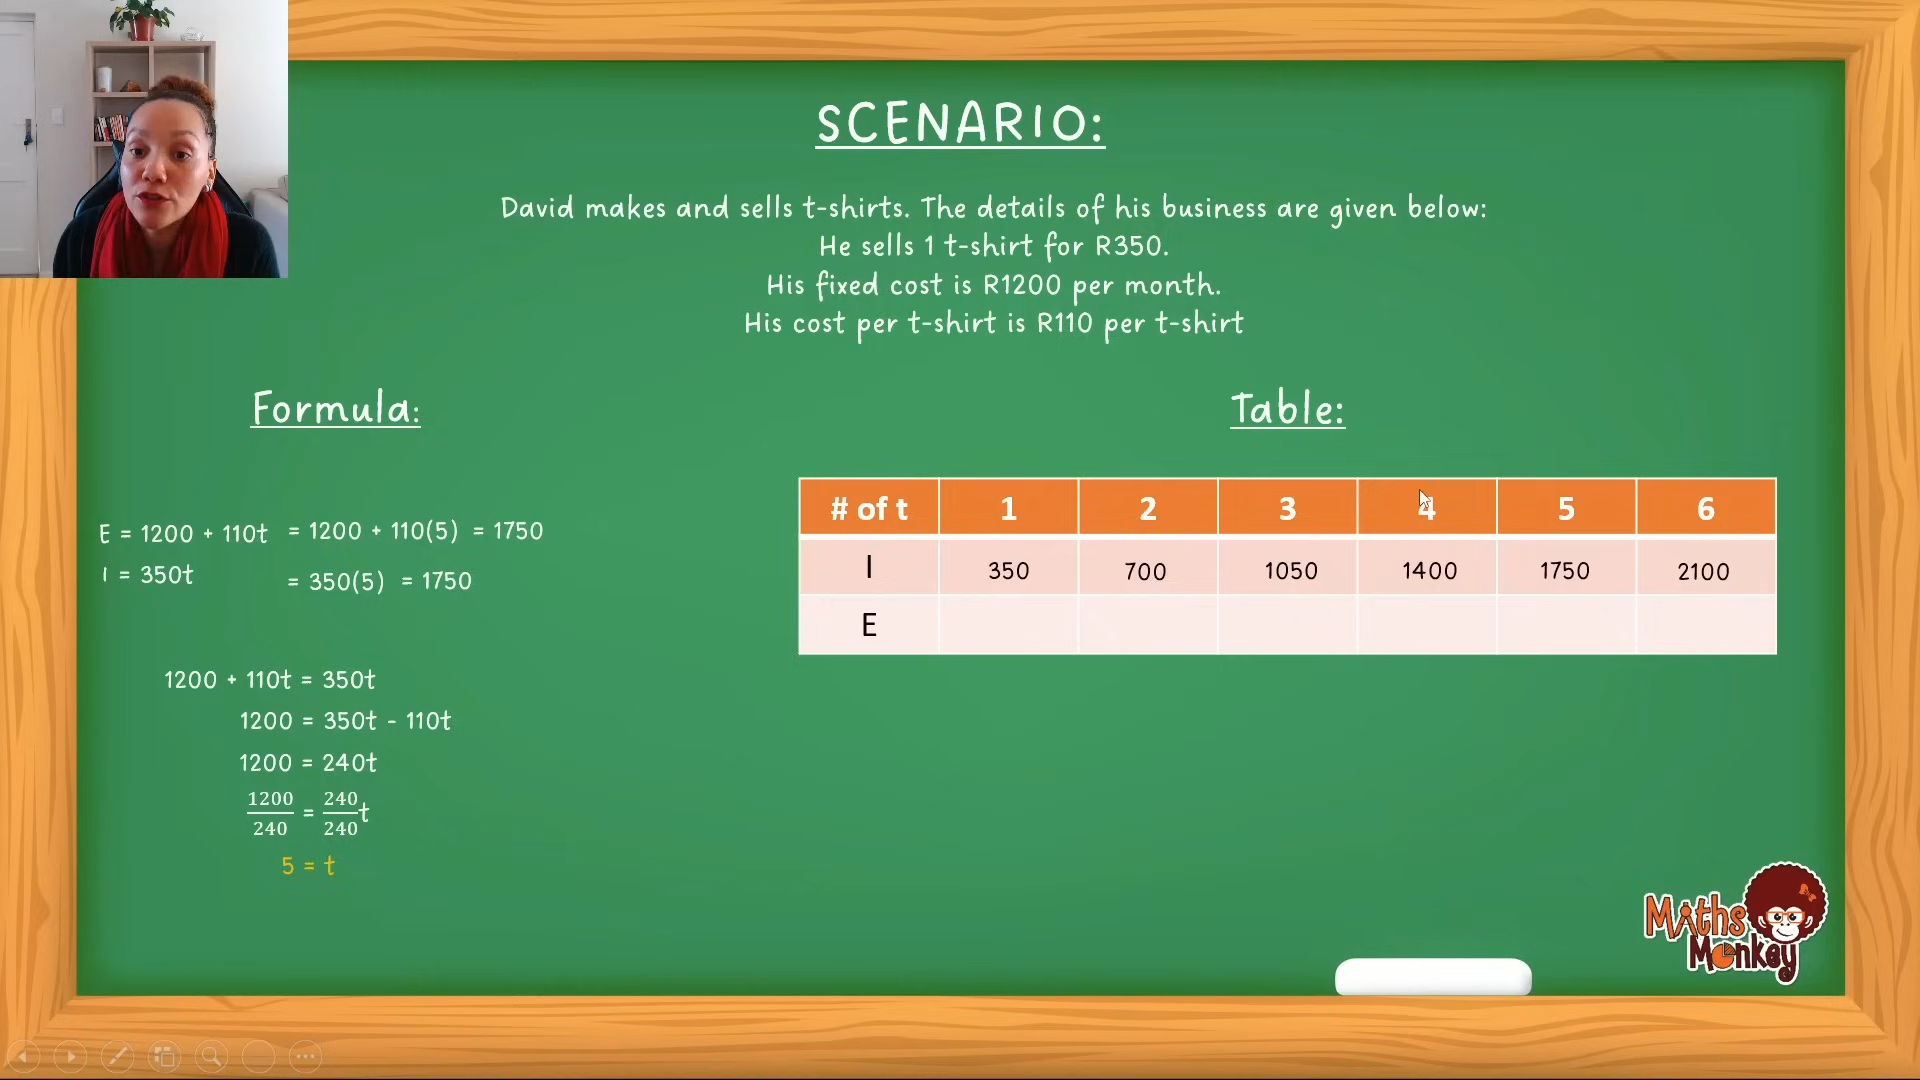 SCENARIO:
David makes and sells t-shirts. The details of his business are given below:
He sells 1 t-shirt for R350.
His fixed cost is R1200 per month.
His cost per t-shirt is R110 per t-shirt
Formula:
E = 1200 + 110t = 1200 + 110(5) = 1750
I = 350t = 350(5) = 1750
1200 + 110t = 350t
1200 = 350t - 110t
1200 = 240t
1200/240 = 240/240 t
5 = t
Table:
# of t 1 2 3 4 5 6
I 350 700 1050 1400 1750 2100
E
Maths
Monkey